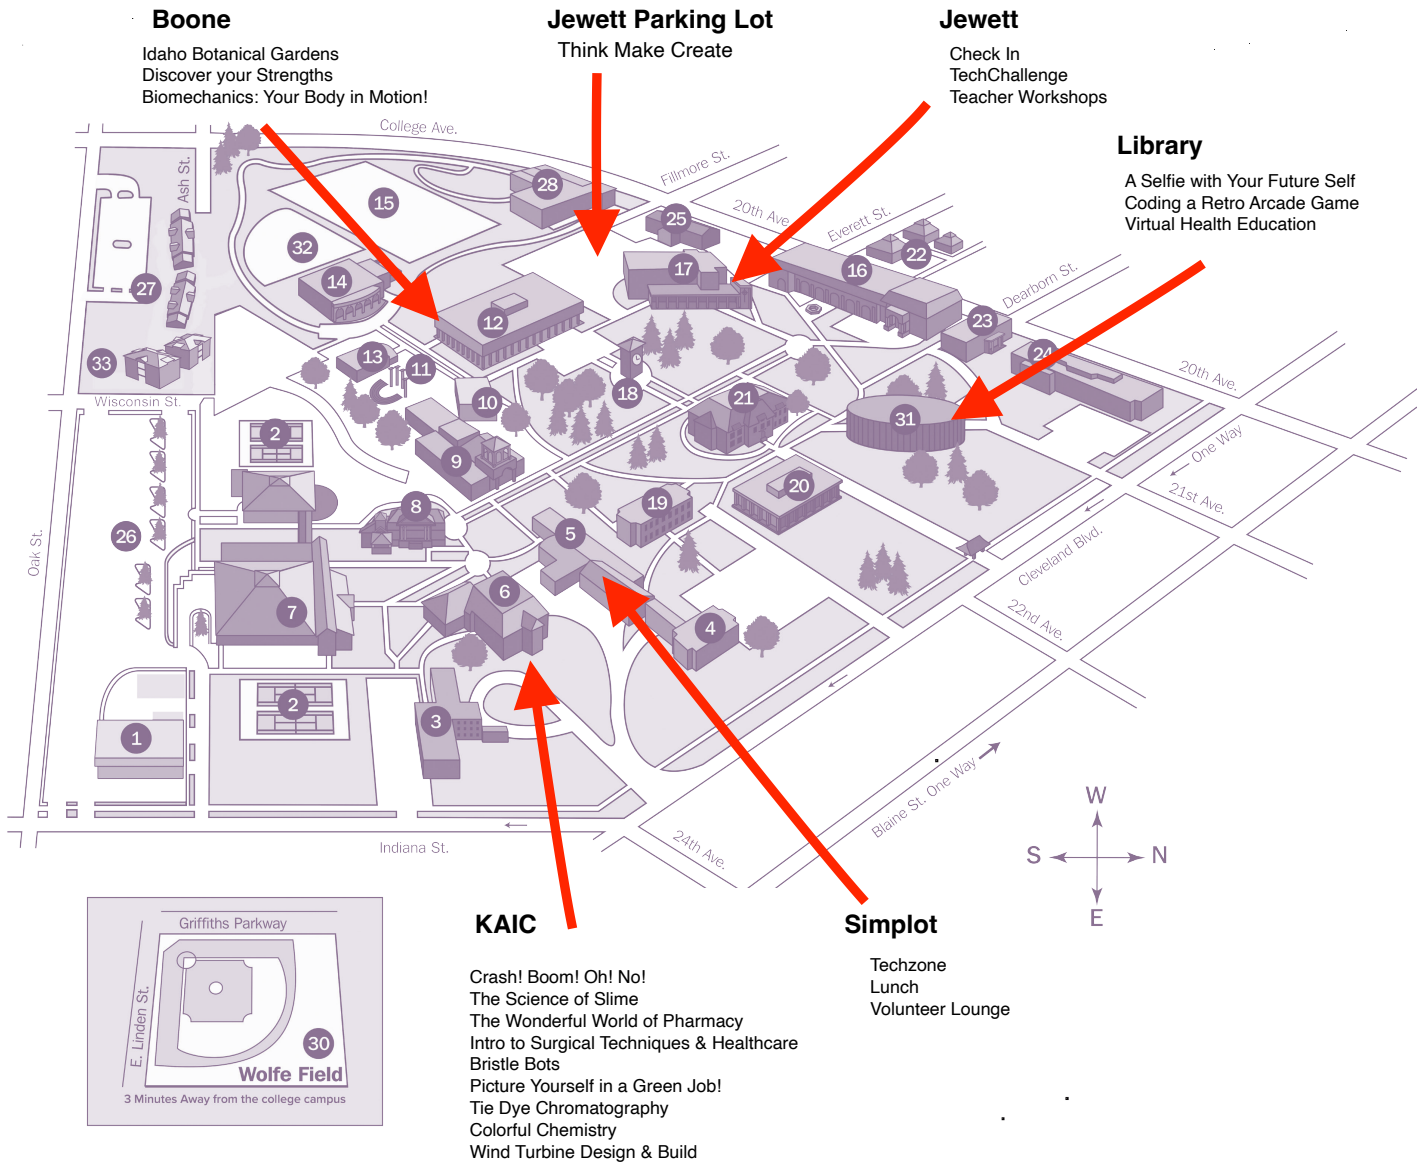 Boone
Idaho Botanical Gardens
Discover your Strengths
Biomechanics: Your Body in Motion!
Jewett Parking Lot
Think Make Create
Jewett
Check In
TechChallenge
Teacher Workshops
Library
A Selfie with Your Future Self
Coding a Retro Arcade Game
Virtual Health Education
College Ave.
Fillmore St.
20th Ave.
Everett St.
Dearborn St.
Ash St.
28
15
25
32
22
17
16
14
27
12
23
33
13
11
24
20th Ave.
18
10
21
31
Wisconsin St.
2
9
One Way
20
21st Ave.
19
8
5
26
Oak St.
Cleveland Blvd.
6
7
4
22nd Ave.
2
3
1
Blaine St. One Way
24th Ave.
Indiana St.
W
S
N
E
KAIC
Crash! Boom! Oh! No!
The Science of Slime
The Wonderful World of Pharmacy
Intro to Surgical Techniques & Healthcare
Bristle Bots
Picture Yourself in a Green Job!
Tie Dye Chromatography
Colorful Chemistry
Wind Turbine Design & Build
Simplot
Techzone
Lunch
Volunteer Lounge
Griffiths Parkway
E. Linden St.
30
Wolfe Field
3 Minutes Away from the college campus